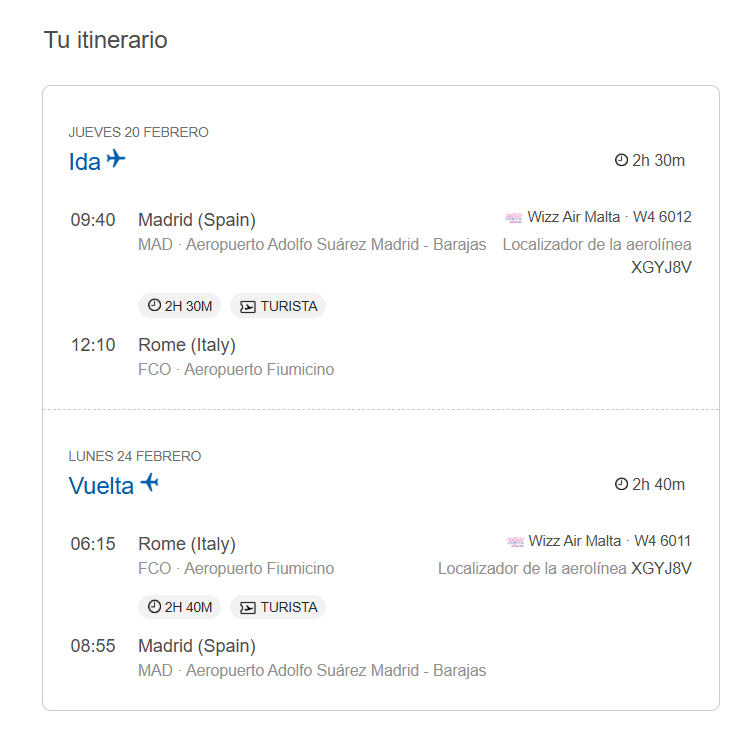 Tu itinerario
JUEVES 20 FEBRERO
Ida
2h 30m
09:40 Madrid (Spain) Wizz Air Malta · W4 6012
MAD · Aeropuerto Adolfo Suárez Madrid - Barajas Localizador de la aerolínea
XGYJ8V
2H 30M TURISTA
12:10 Rome (Italy)
FCO · Aeropuerto Fiumicino
LUNES 24 FEBRERO
Vuelta
2h 40m
06:15 Rome (Italy) Wizz Air Malta · W4 6011
FCO · Aeropuerto Fiumicino Localizador de la aerolínea XGYJ8V
2H 40M TURISTA
08:55 Madrid (Spain)
MAD · Aeropuerto Adolfo Suárez Madrid - Barajas